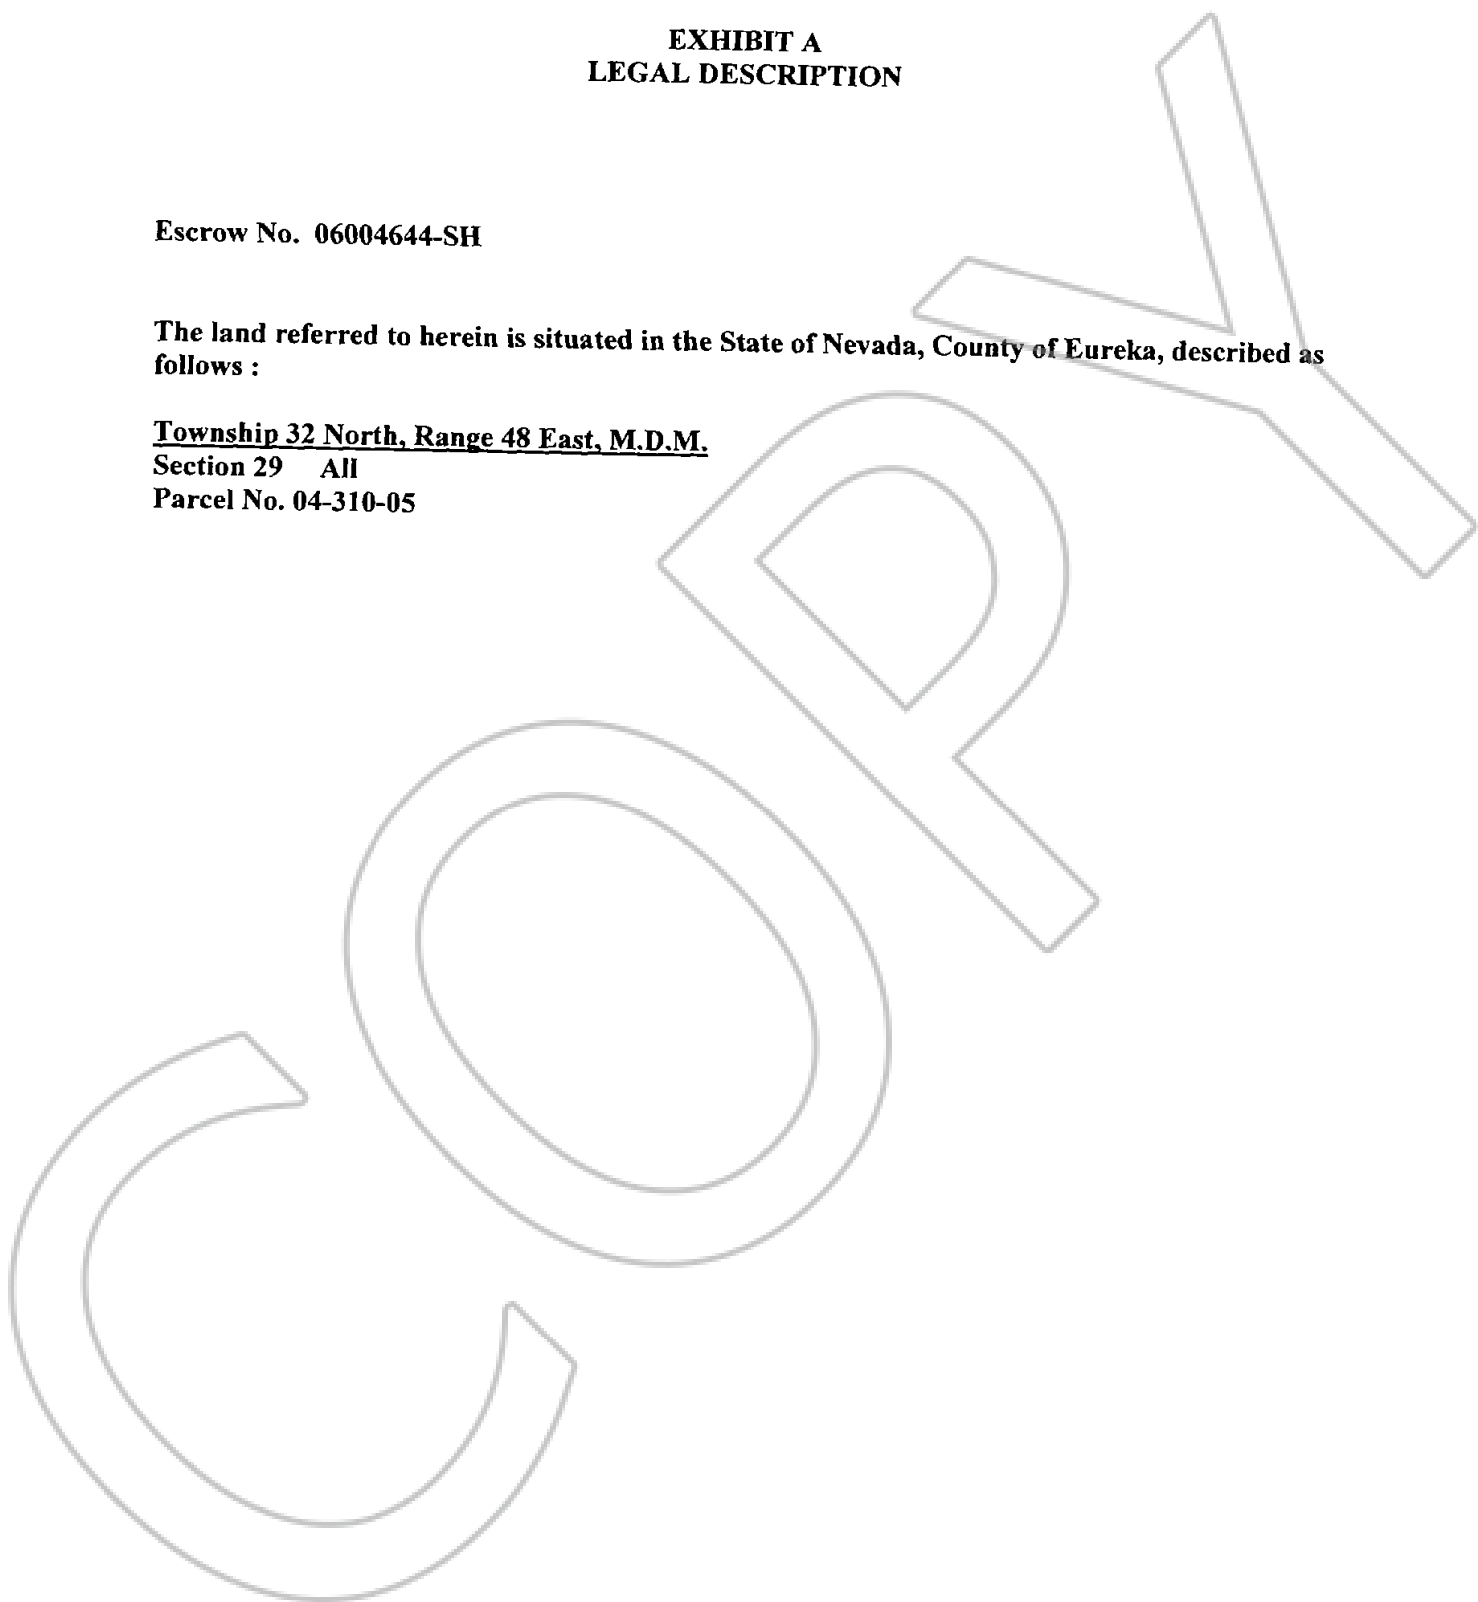 EXHIBIT A
LEGAL DESCRIPTION
Escrow No. 06004644-SH
The land referred to herein is situated in the State of Nevada, County of Eureka, described as
follows :
Township 32 North, Range 48 East, M.D.M.
Section 29 All
Parcel No. 04-310-05
COPY